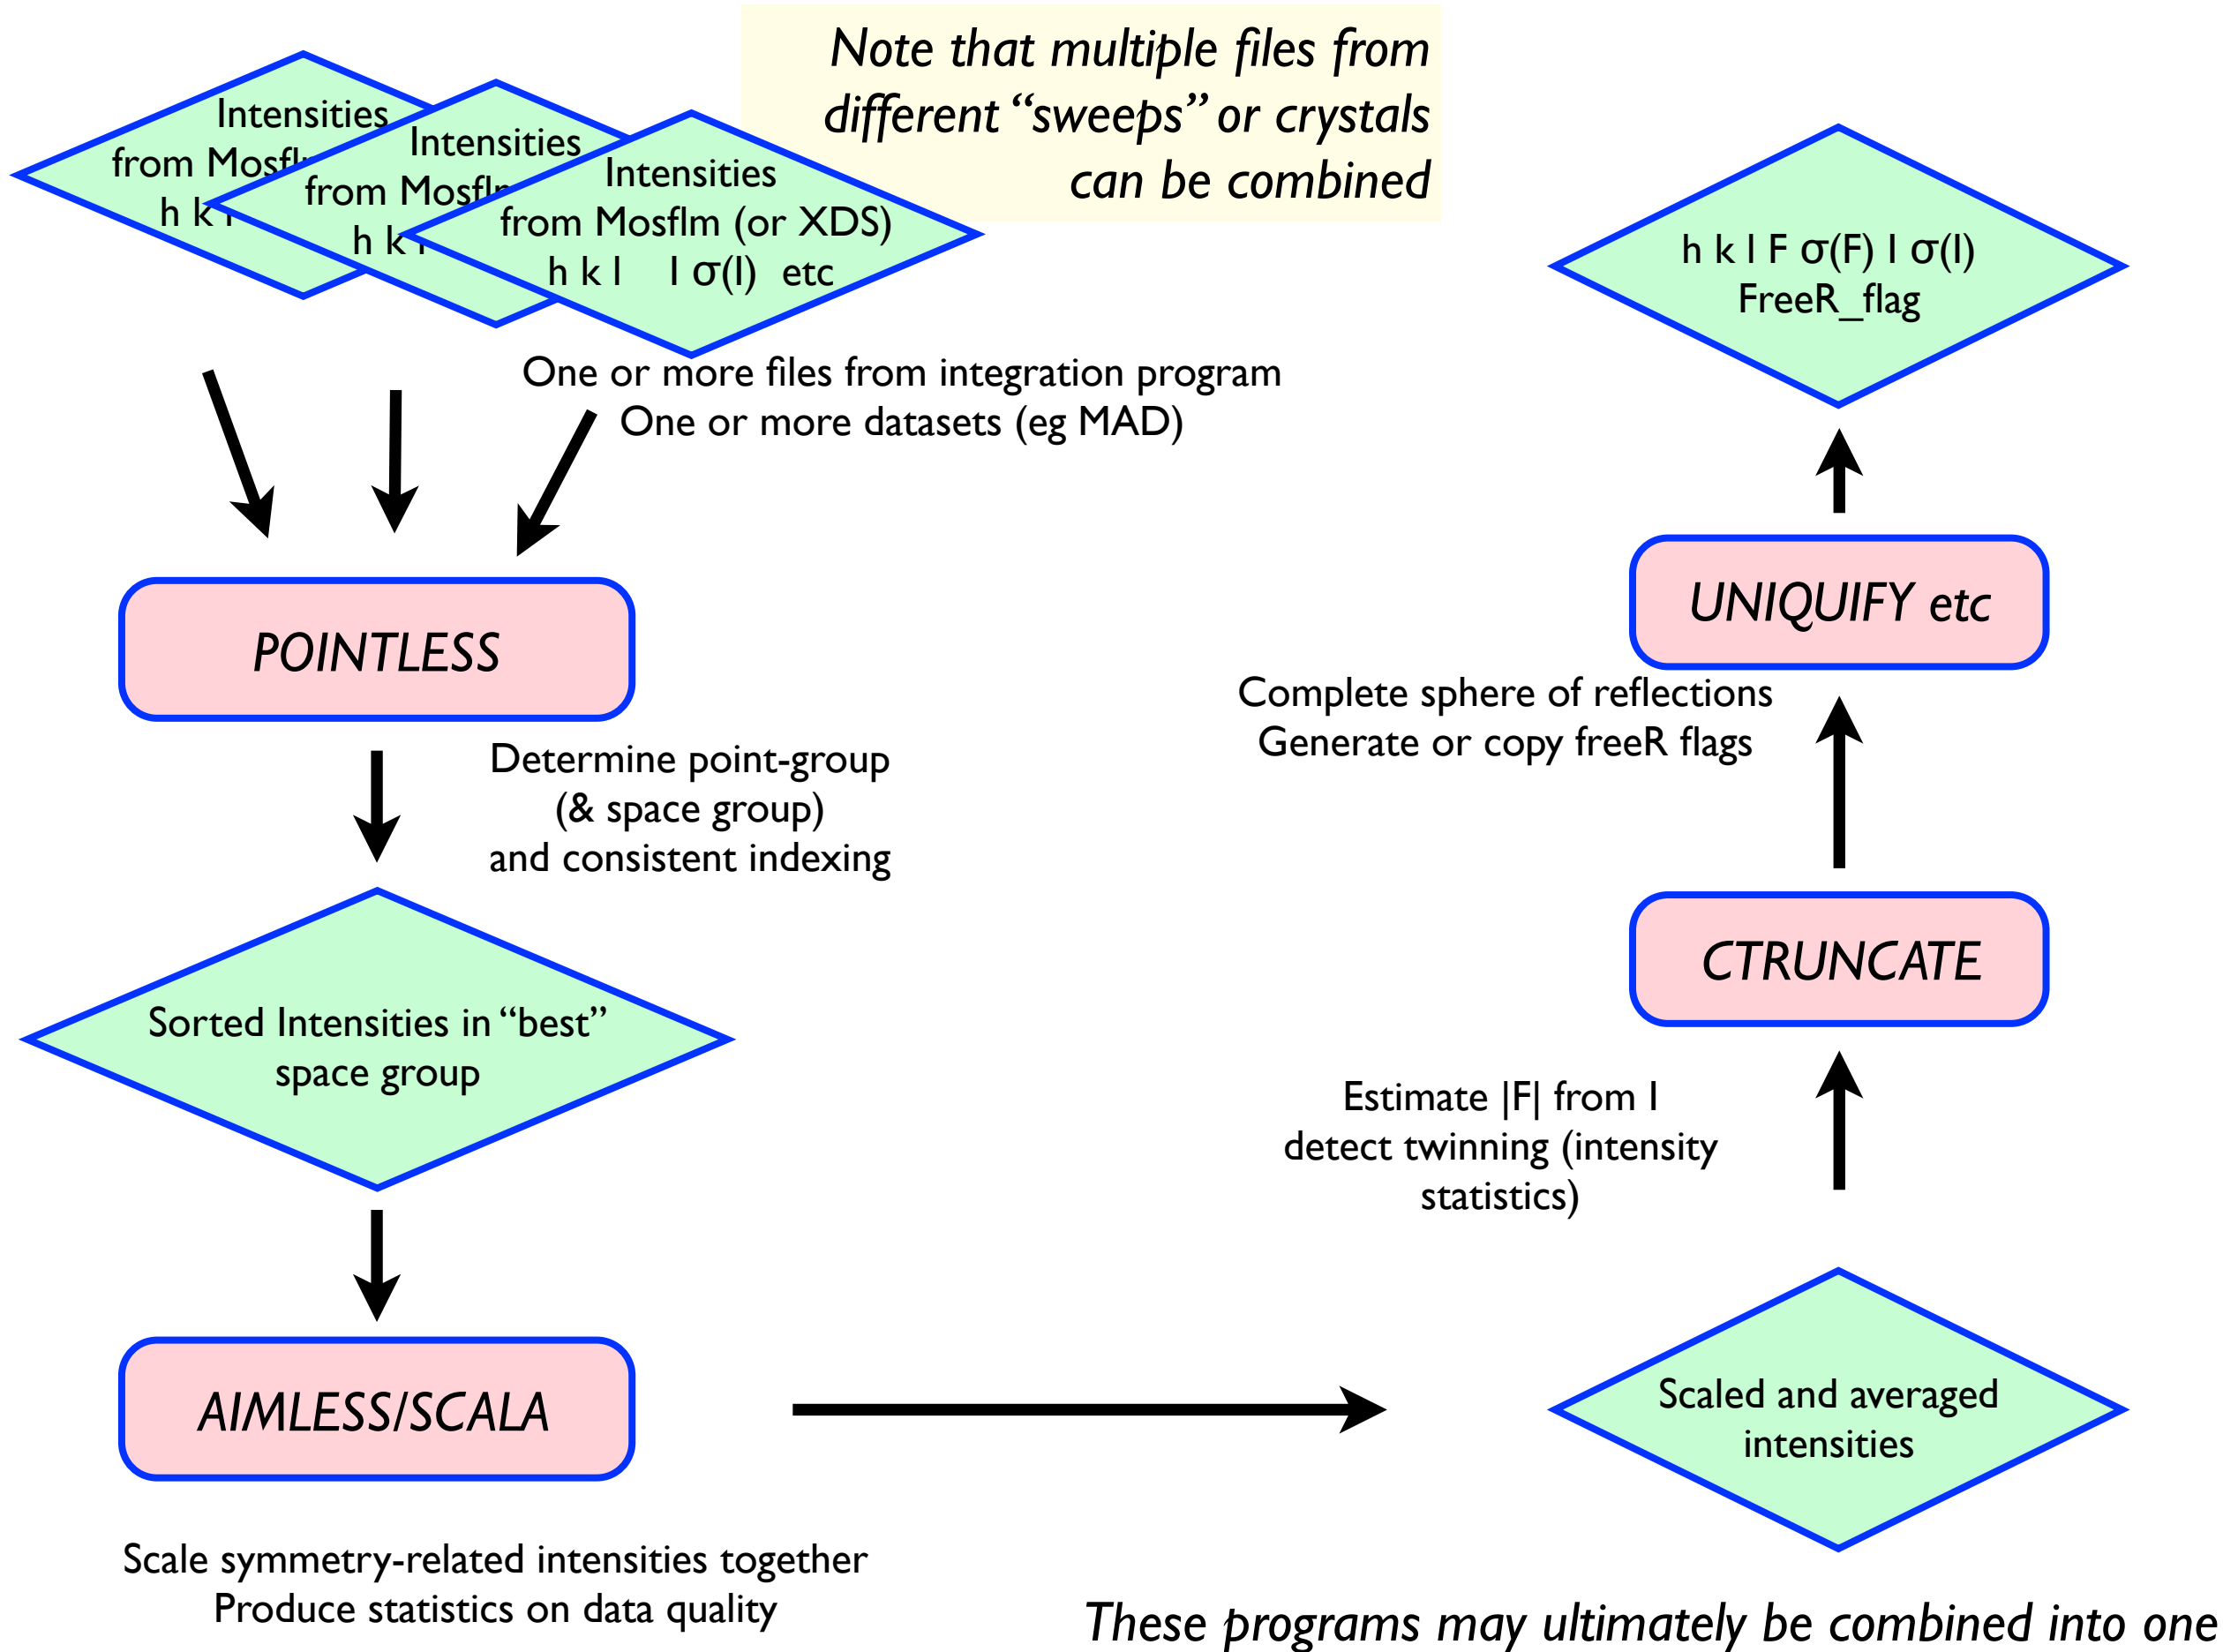 Note that multiple files from
different “sweeps” or crystals
can be combined
Intensities
from Mosflm
h k l
Intensities
from Mosflm
h k l
Intensities
from Mosflm (or XDS)
h k l I σ(I) etc
One or more files from integration program
One or more datasets (eg MAD)
POINTLESS
Determine point-group
(& space group)
and consistent indexing
Sorted Intensities in “best”
space group
AIMLESS/SCALA
Scale symmetry-related intensities together
Produce statistics on data quality
h k l F σ(F) I σ(I)
FreeR_flag
UNIQUIFY etc
Complete sphere of reflections
Generate or copy freeR flags
CTRUNCATE
Estimate |F| from I
detect twinning (intensity
statistics)
Scaled and averaged
intensities
These programs may ultimately be combined into one